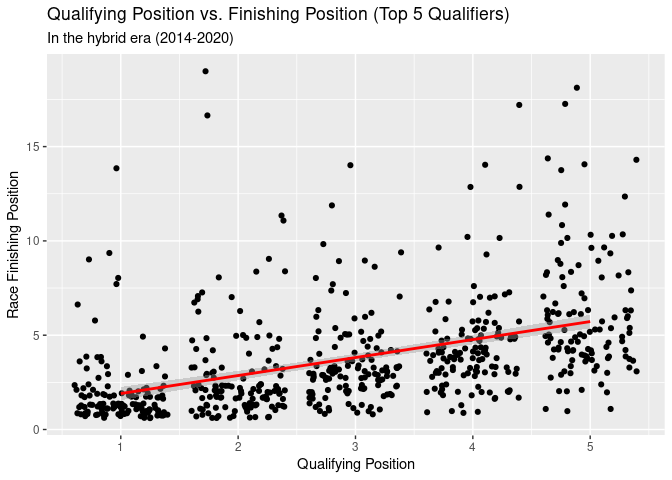 Qualifying Position vs. Finishing Position (Top 5 Qualifiers)
In the hybrid era (2014-2020)
Race Finishing Position
15
10
5
0
1 2 3 4 5
Qualifying Position